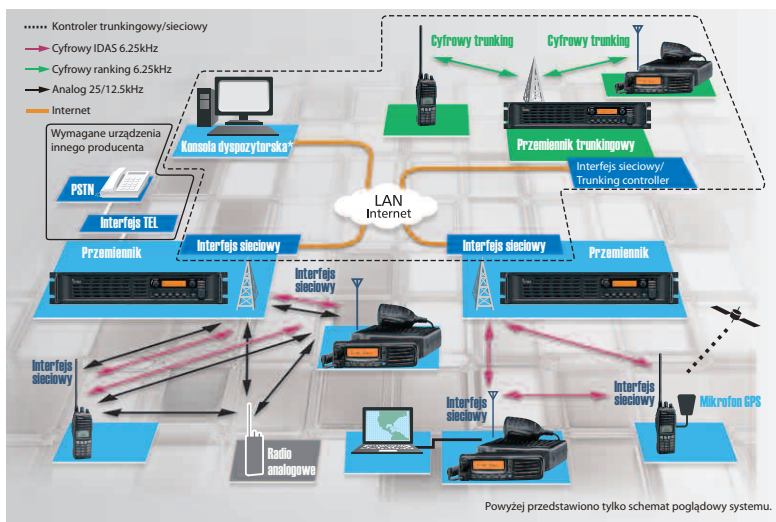 Kontroler trunkingowy/sieciowy
Cyfrowy IDAS 6.25kHz
Cyfrowy ranking 6.25kHz
Analog 25/12.5kHz
Internet
Wymagane urządzenia
innego producenta
PSTN
Interfejs TEL
Konsola dyspozytorska*
Cyfrowy trunking
Cyfrowy trunking
Przemiennik trunkingowy
Interfejs sieciowy/
Trunking controller
LAN
Internet
Interfejs sieciowy
Przemiennik
Interfejs sieciowy
Przemiennik
Interfejs
sieciowy
Interfejs
sieciowy
Radio
analogowe
Interfejs
sieciowy
Interfejs
sieciowy
Mikrofon GPS
Powyżej przedstawiono tylko schemat poglądowy systemu.